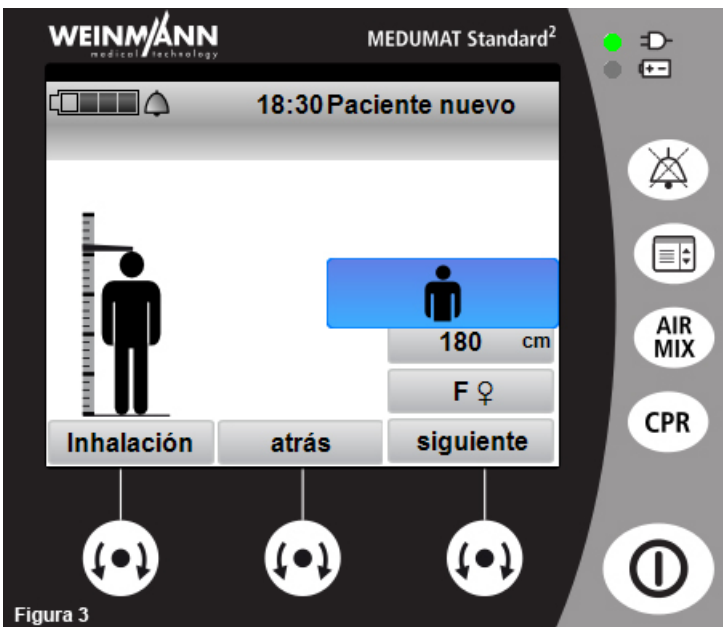 WEINMANN
medical technology
MEDUMAT Standard²
18:30 Paciente nuevo
180 cm
F ♀
Inhalación
atrás
siguiente
AIR
MIX
CPR
Figura 3